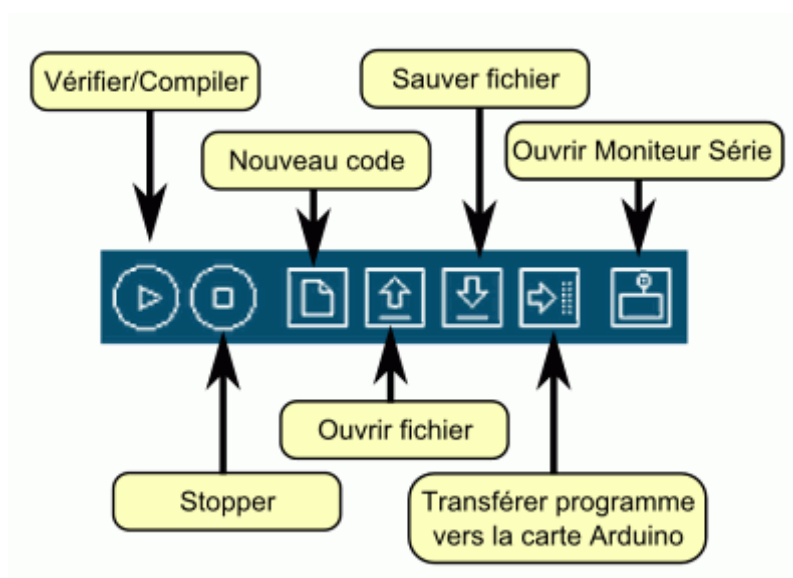 Vérifier/Compiler
Sauver fichier
Nouveau code
Ouvrir Moniteur Série
Ouvrir fichier
Stopper
Transférer programme
vers la carte Arduino